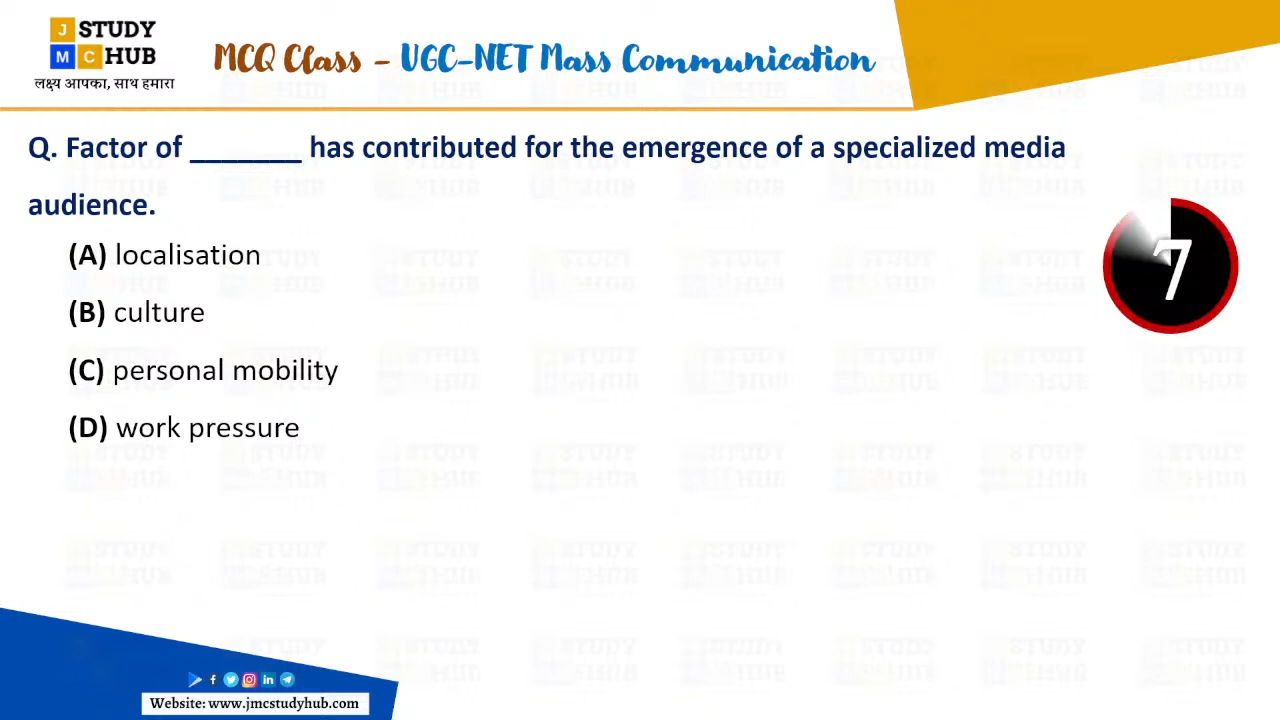 J STUDY
M C HUB
लक्ष्य आपका, साथ हमारा
MCQ Class - UGC-NET Mass Communication
Q. Factor of _______ has contributed for the emergence of a specialized media
audience.
(A) localisation
(B) culture
(C) personal mobility
(D) work pressure
7
Website: www.jmcstudyhub.com